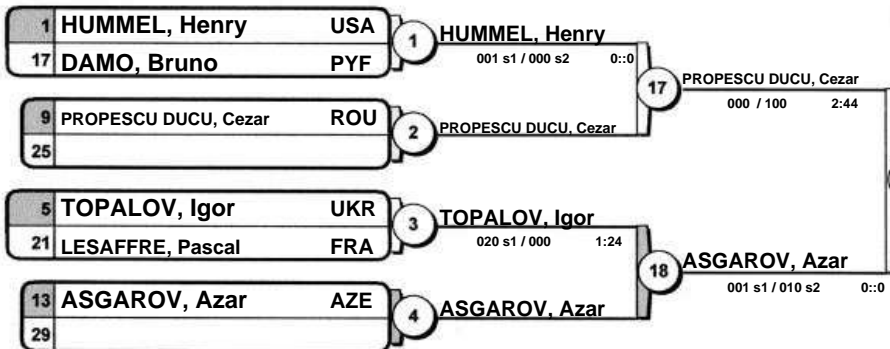 1 HUMMEL, Henry USA
17 DAMO, Bruno PYF
1
HUMMEL, Henry
001 s1 / 000 s2 0::0
9 PROPESCU DUCU, Cezar ROU
25
2
PROPESCU DUCU, Cezar
17
PROPESCU DUCU, Cezar
000 / 100 2:44
5 TOPALOV, Igor UKR
21 LESAFFRE, Pascal FRA
3
TOPALOV, Igor
020 s1 / 000 1:24
13 ASGAROV, Azar AZE
29
4
ASGAROV, Azar
18
ASGAROV, Azar
001 s1 / 010 s2 0::0